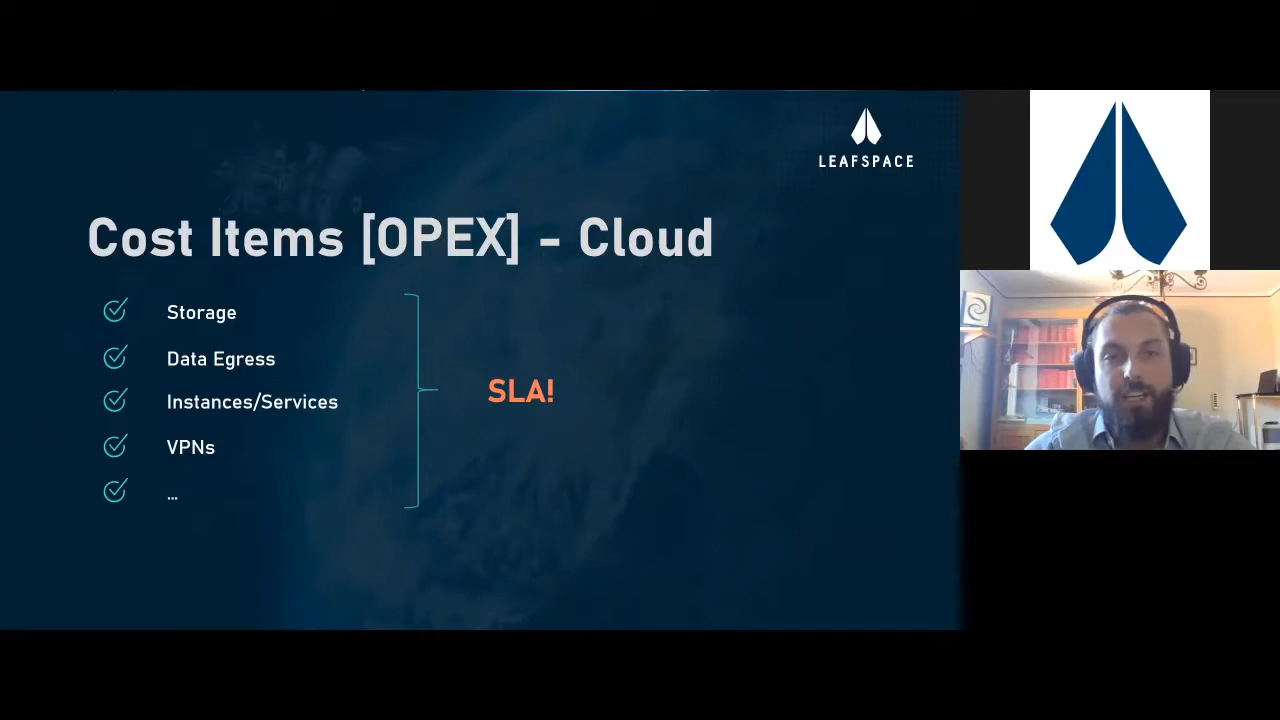 LEAFSPACE
Cost Items [OPEX] - Cloud
Storage
Data Egress
Instances/Services
VPNs
...
SLA!